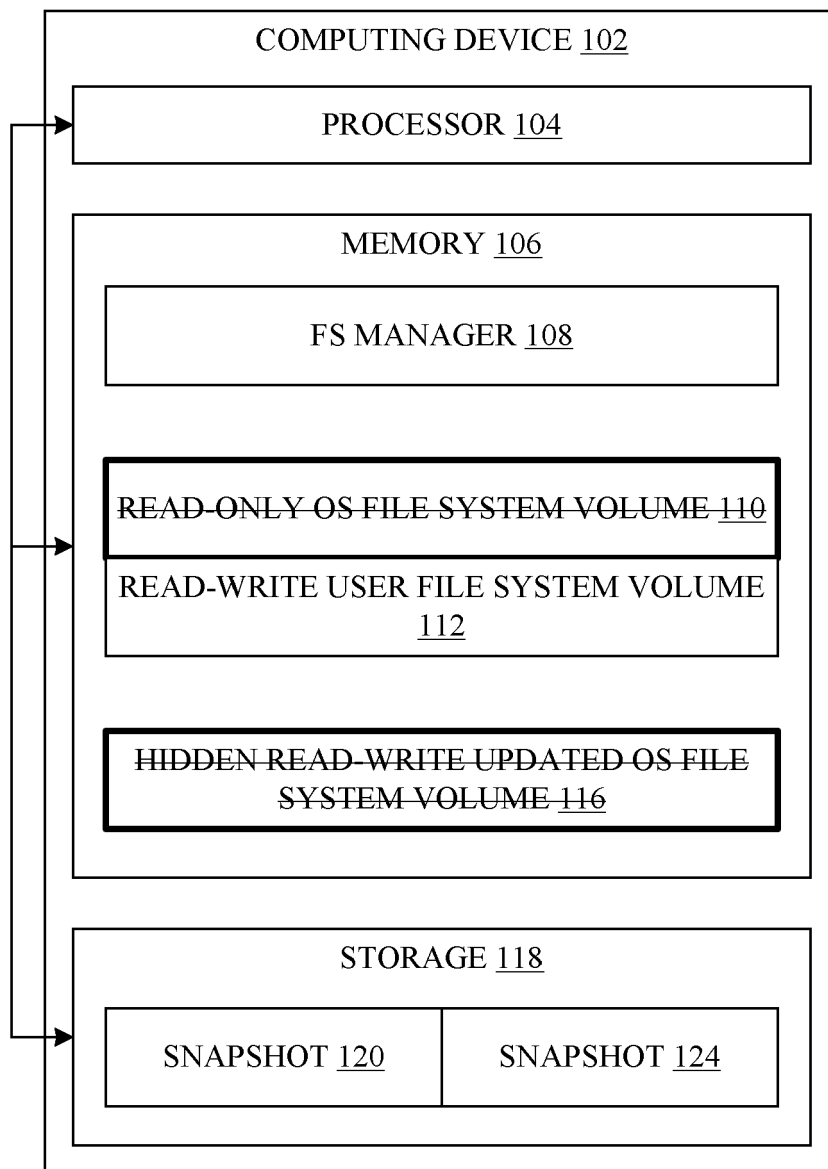 COMPUTING DEVICE 102
PROCESSOR 104
MEMORY 106
FS MANAGER 108
READ-ONLY OS FILE SYSTEM VOLUME 110
READ-WRITE USER FILE SYSTEM VOLUME
112
HIDDEN READ-WRITE UPDATED OS FILE
SYSTEM VOLUME 116
STORAGE 118
SNAPSHOT 120
SNAPSHOT 124